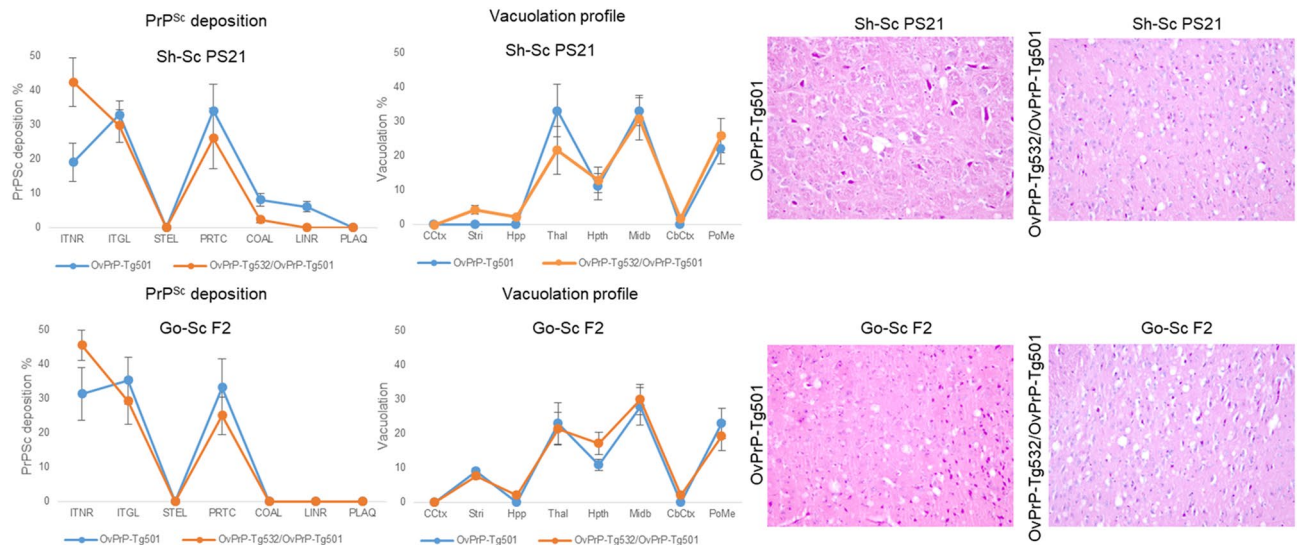 PrPSc deposition
Sh-Sc PS21
PrPSc deposition %
50
40
30
20
10
0
ITNR ITGL STEL PRTC COAL LINR PLAQ
OvPrP-Tg501 OvPrP-Tg532/OvPrP-Tg501
Vacuolation profile
Sh-Sc PS21
Vacuolation %
50
40
30
20
10
0
CCtx Stri Hpp Thal Hpth Midb CbCtx PoMe
OvPrP-Tg501 OvPrP-Tg532/OvPrP-Tg501
Sh-Sc PS21
OvPrP-Tg501
Sh-Sc PS21
OvPrP-Tg532/OvPrP-Tg501
PrPSc deposition
Go-Sc F2
PrPSc deposition %
50
40
30
20
10
0
ITNR ITGL STEL PRTC COAL LINR PLAQ
OvPrP-Tg501 OvPrP-Tg532/OvPrP-Tg501
Vacuolation profile
Go-Sc F2
Vacuolation
50
40
30
20
10
0
CCtx Stri Hpp Thal Hpth Midb CbCtx PoMe
OvPrP-Tg501 OvPrP-Tg532/OvPrP-Tg501
Go-Sc F2
OvPrP-Tg501
Go-Sc F2
OvPrP-Tg532/OvPrP-Tg501